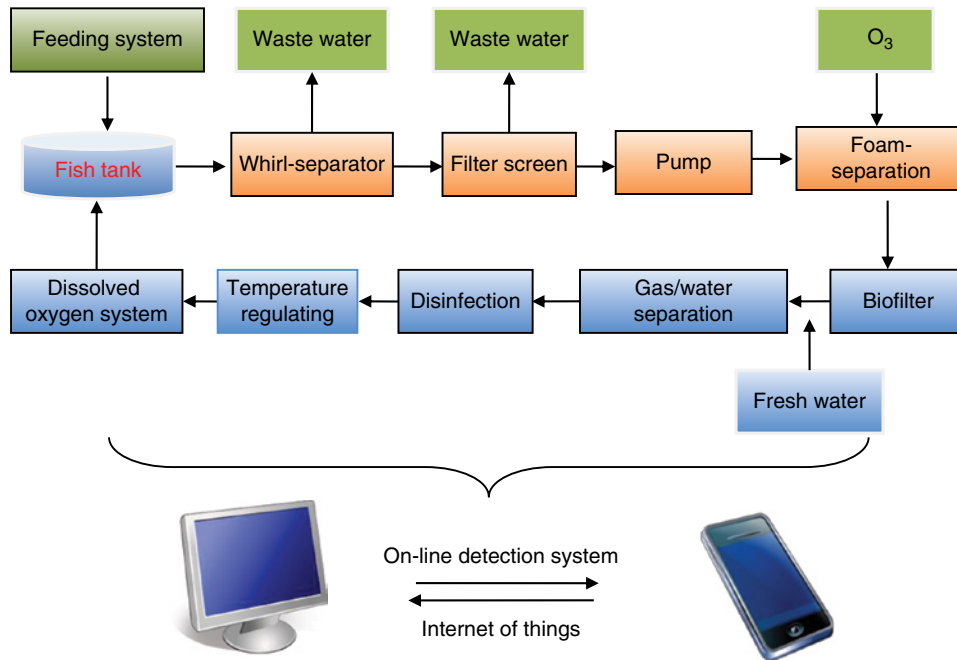 Feeding system
Waste water
Waste water
O₃
Fish tank
Whirl-separator
Filter screen
Pump
Foam-
separation
Dissolved
oxygen system
Temperature
regulating
Disinfection
Gas/water
separation
Biofilter
Fresh water
On-line detection system
Internet of things